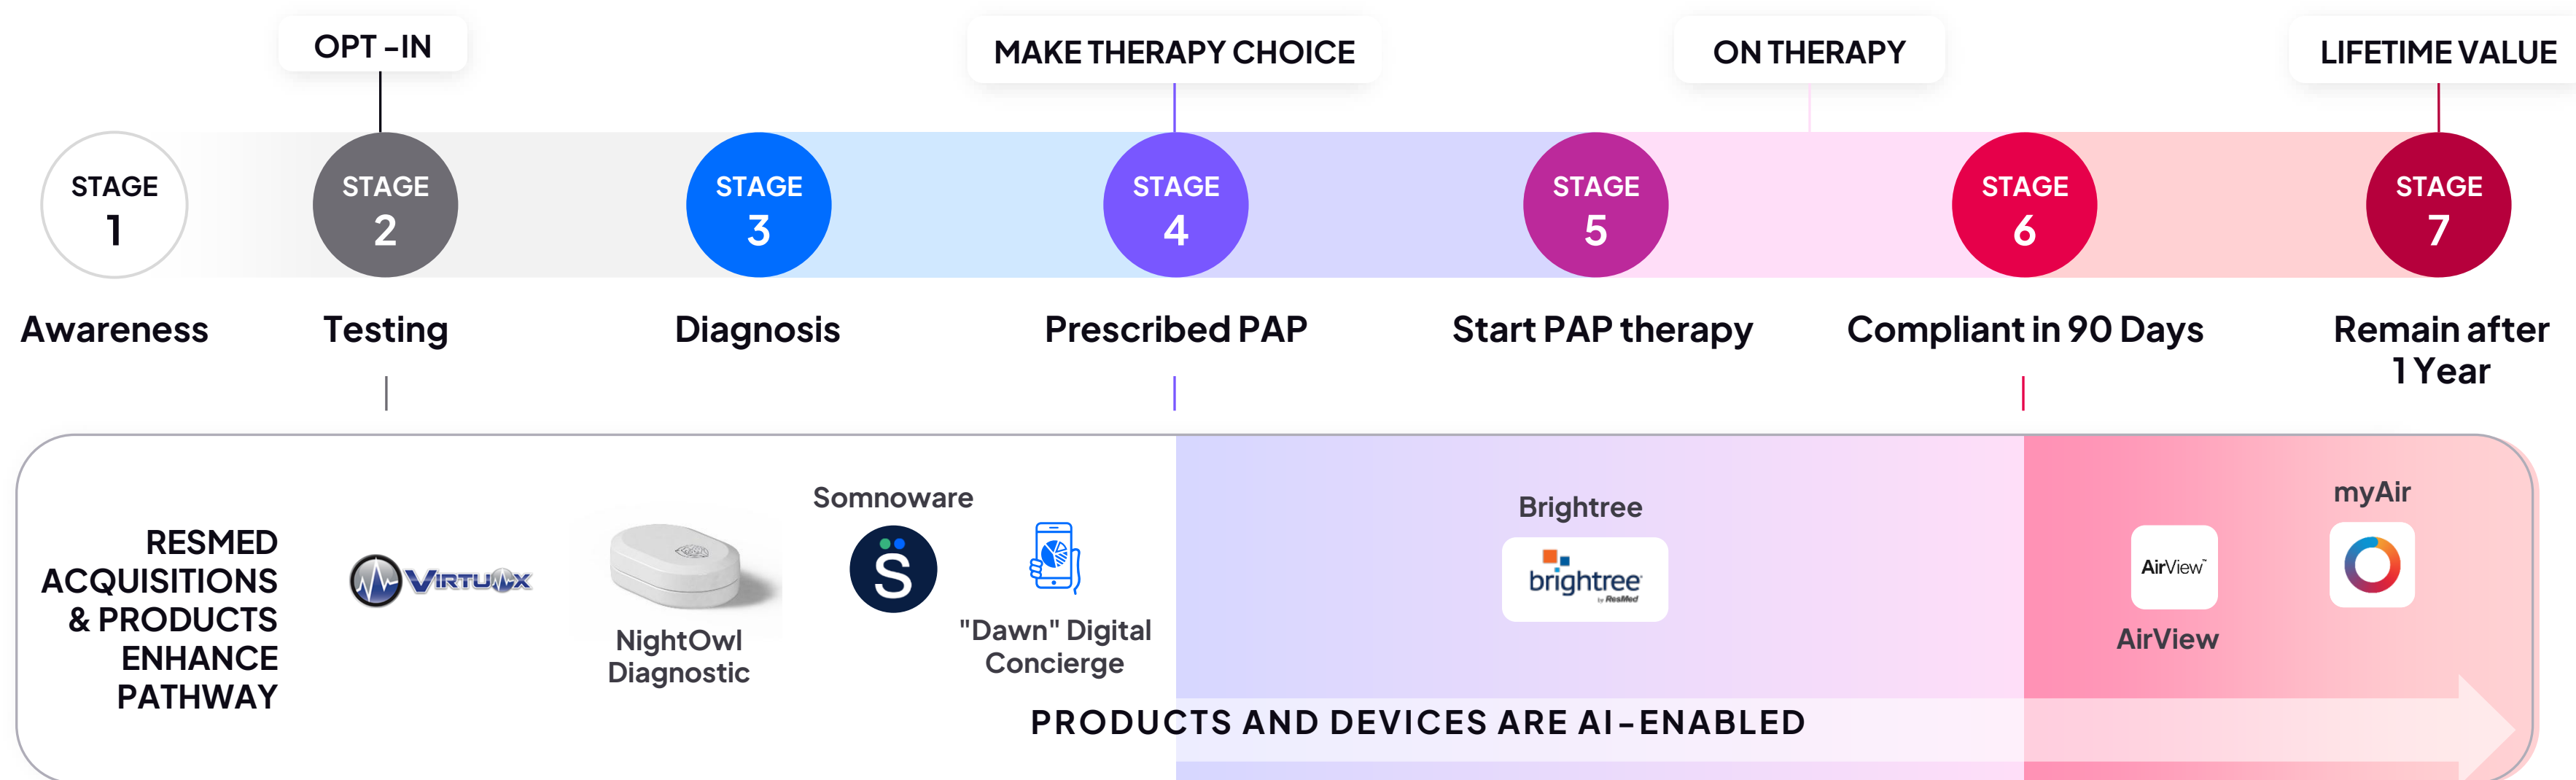 OPT -IN
MAKE THERAPY CHOICE
ON THERAPY
LIFETIME VALUE
STAGE
1
STAGE
2
STAGE
3
STAGE
4
STAGE
5
STAGE
6
STAGE
7
Awareness
Testing
Diagnosis
Prescribed PAP
Start PAP therapy
Compliant in 90 Days
Remain after
1 Year
RESMED
ACQUISITIONS
& PRODUCTS
ENHANCE
PATHWAY
VIRTUOX
NightOwl
Diagnostic
Somnoware
S
"Dawn" Digital
Concierge
Brightree
brightree
by ResMed
AirView™
AirView
myAir
PRODUCTS AND DEVICES ARE AI-ENABLED